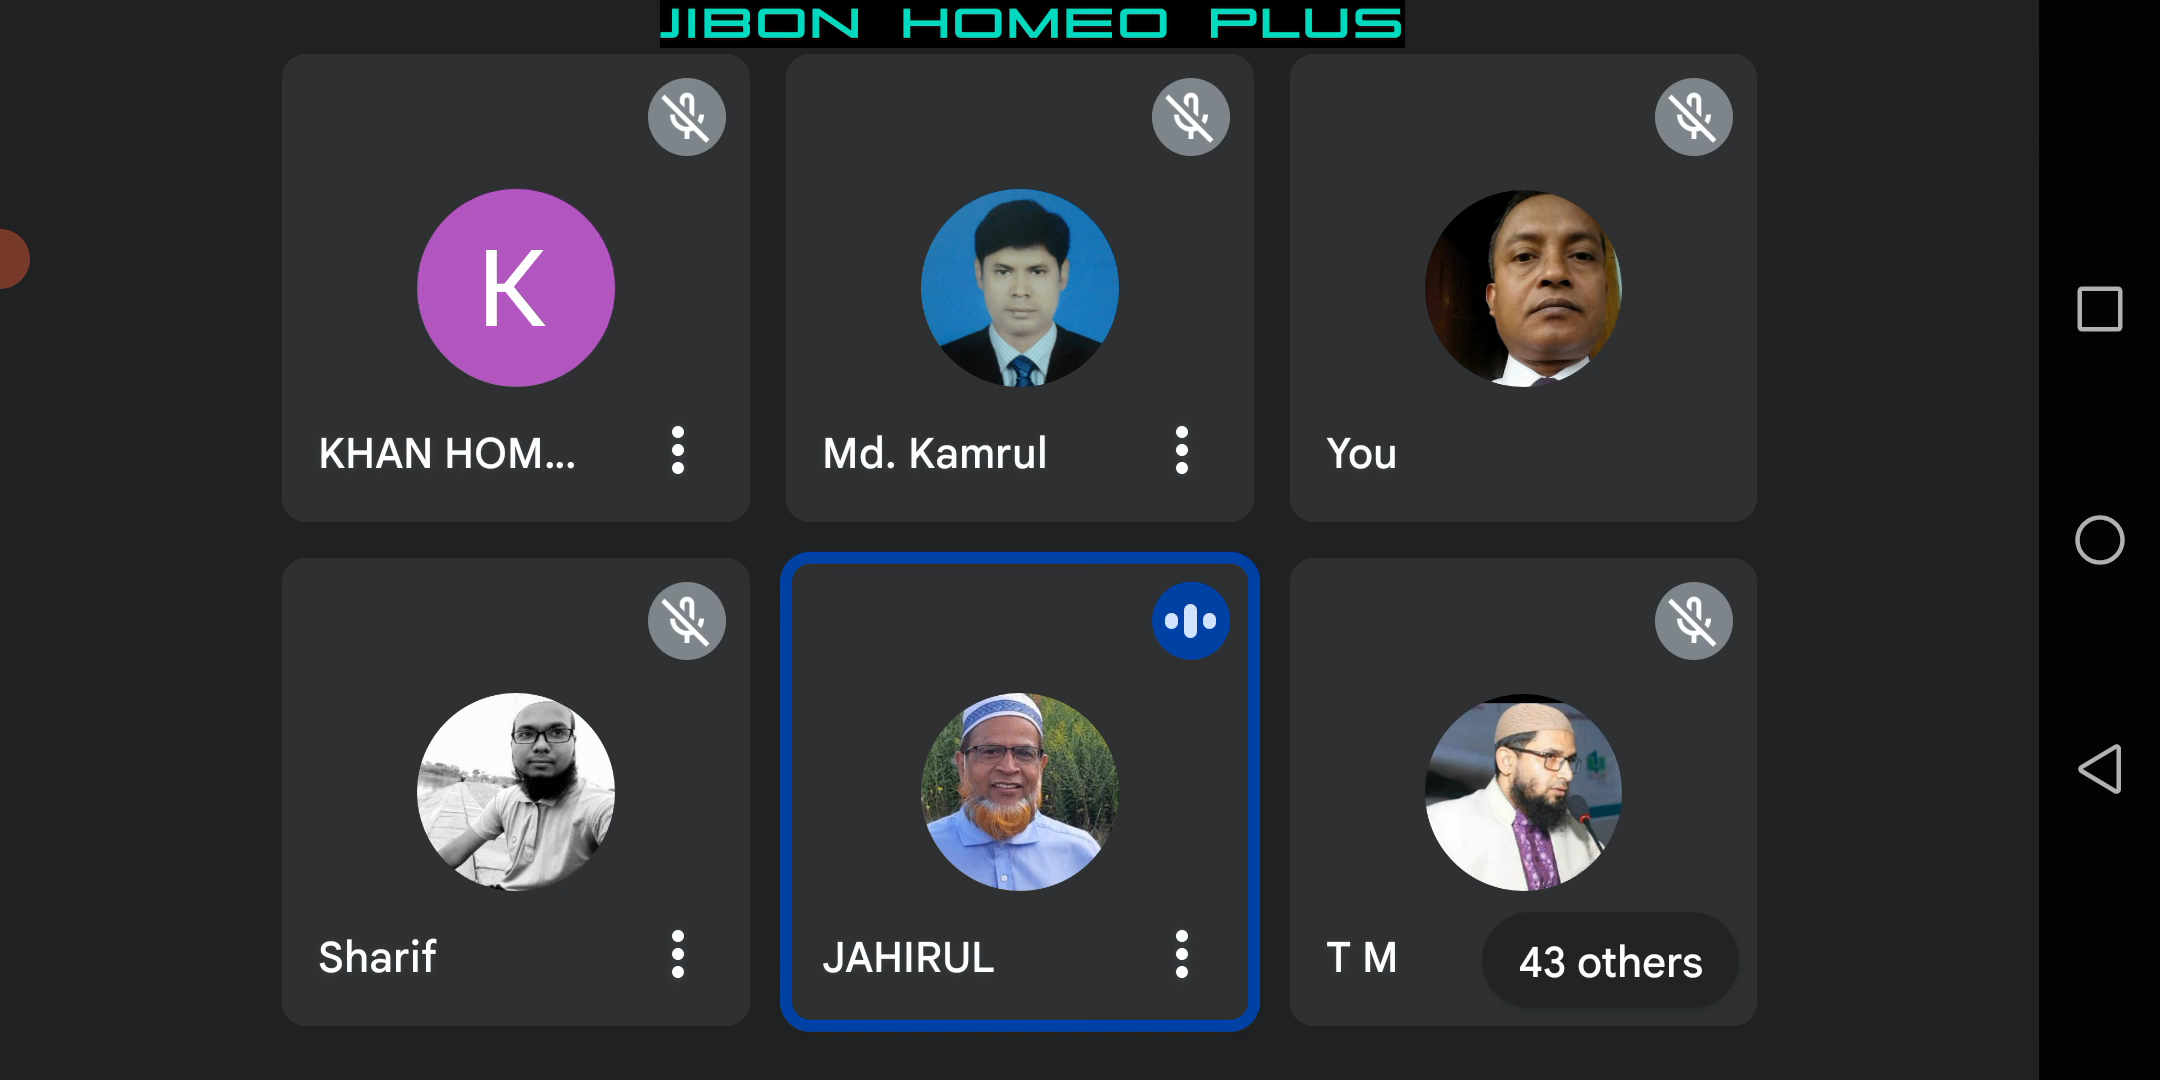 JIBON HOMEO PLUS
K
KHAN HOM...
Md. Kamrul
You
Sharif
JAHIRUL
T M
43 others